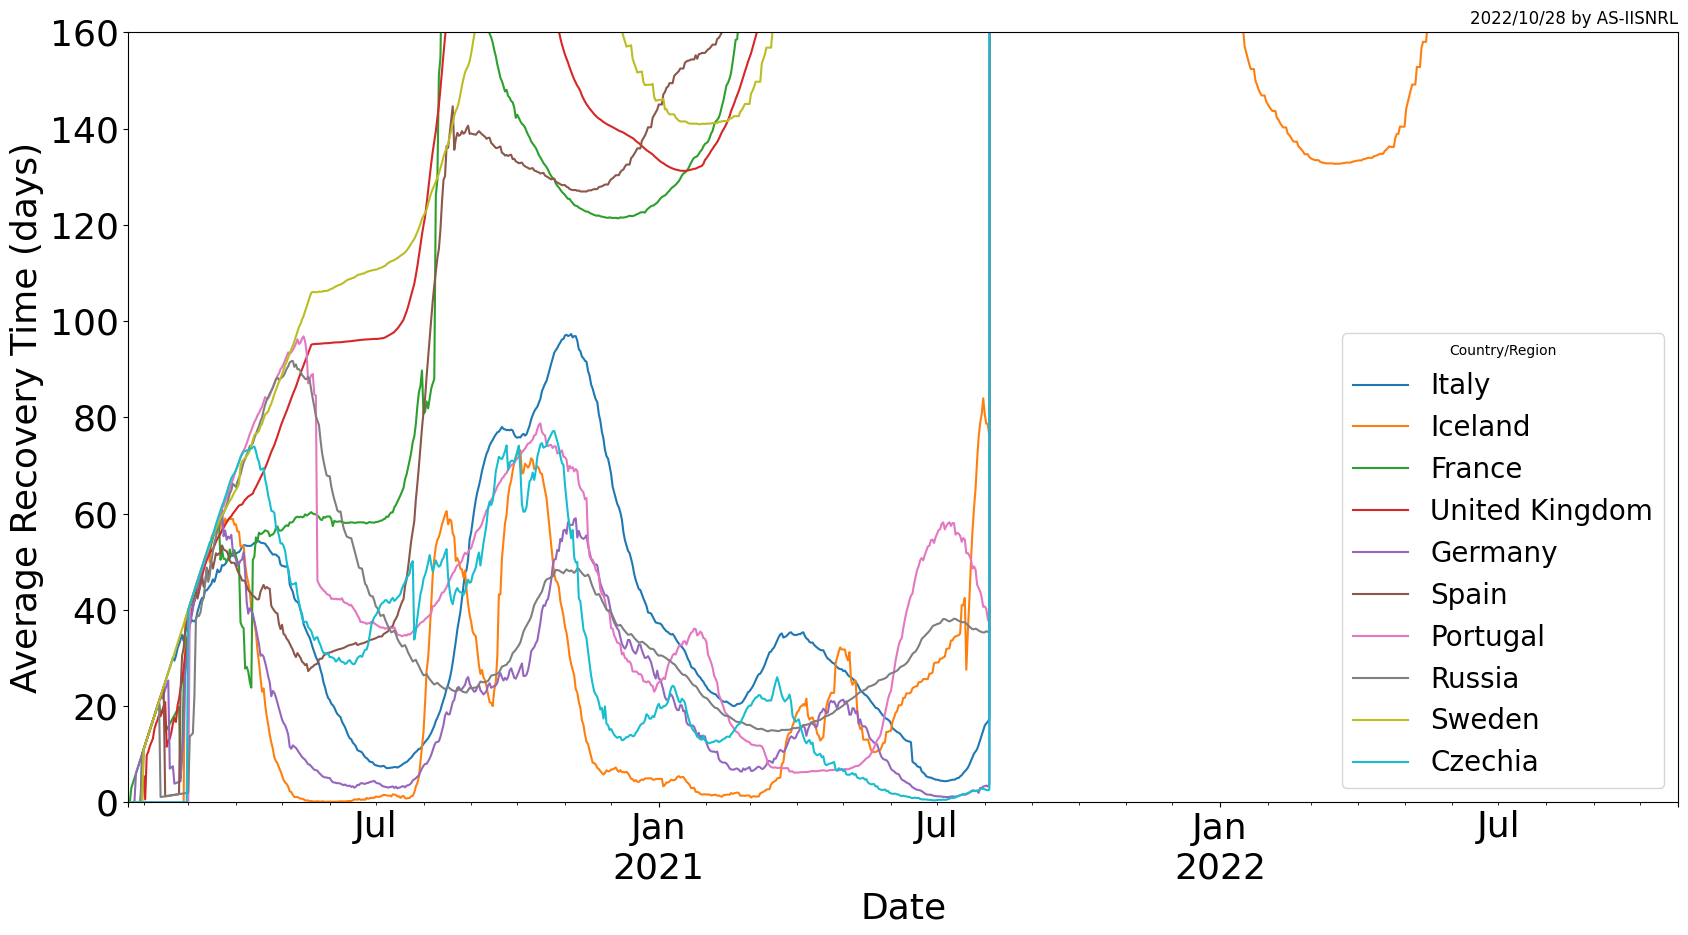 2022/10/28 by AS-IISNRL
160
140
120
100
80
60
40
20
0
Average Recovery Time (days)
Country/Region
Italy
Iceland
France
United Kingdom
Germany
Spain
Portugal
Russia
Sweden
Czechia
Jul
Jan
2021
Jul
Jan
2022
Jul
Date